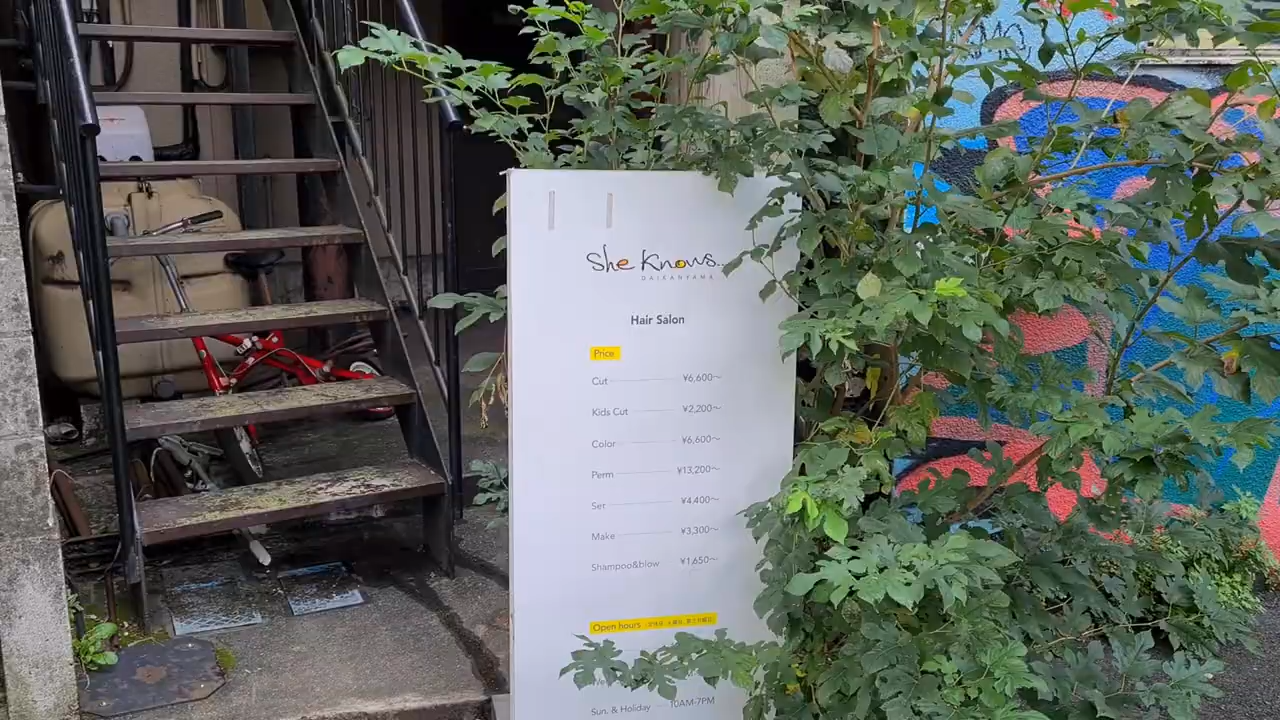 She Knows..
DAIKANYAMA
Hair Salon
Price
Cut ¥6,600～
Kids Cut ¥2,200～
Color ¥6,600～
Perm ¥13,200～
Set ¥4,400～
Make ¥3,300～
Shampoo&blow ¥1,650～
Open hours
Sun. & Holiday 10AM-7PM